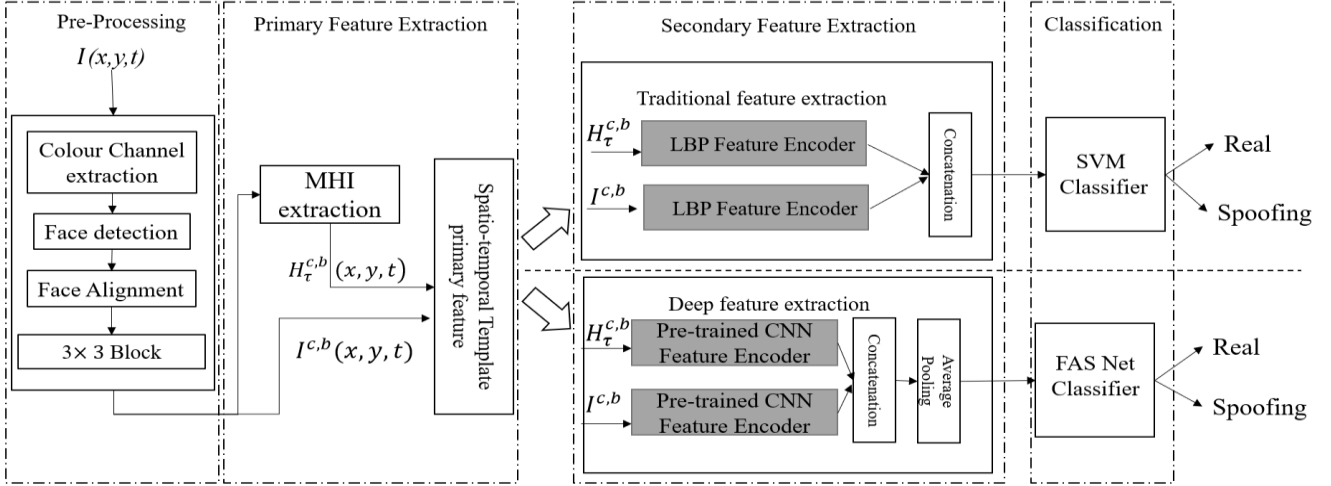 Pre-Processing
I(x,y,t)
Colour Channel
extraction
Face detection
Face Alignment
3× 3 Block
Primary Feature Extraction
MHI
extraction
H_τ^{c,b}(x,y,t)
I^{c,b}(x,y,t)
Spatio-temporal Template
primary feature
Secondary Feature Extraction
Traditional feature extraction
H_τ^{c,b}
LBP Feature Encoder
I^{c,b}
LBP Feature Encoder
Concatenation
Deep feature extraction
H_τ^{c,b}
Pre-trained CNN
Feature Encoder
I^{c,b}
Pre-trained CNN
Feature Encoder
Concatenation
Average
Pooling
Classification
SVM
Classifier
Real
Spoofing
FAS Net
Classifier
Real
Spoofing